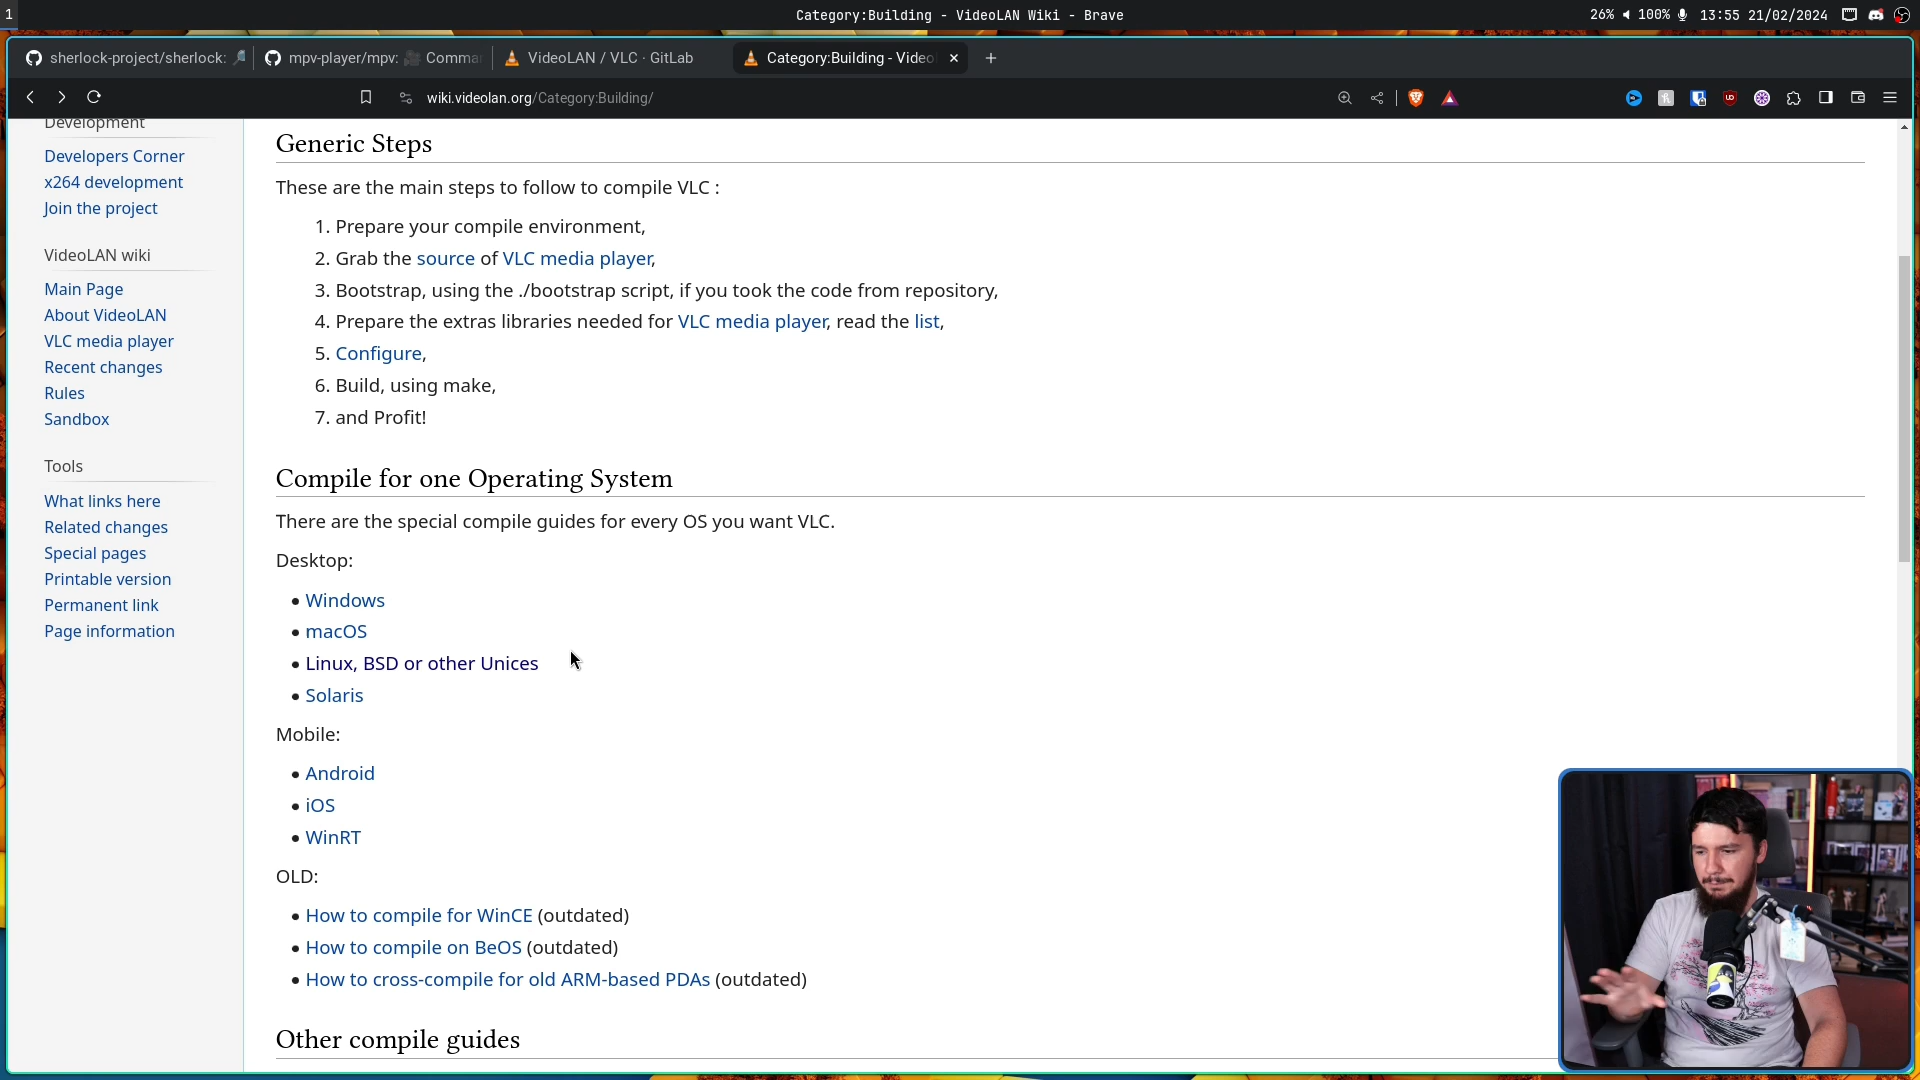 1
Category:Building - VideoLAN Wiki - Brave
26% 100% 13:55 21/02/2024
sherlock-project/sherlock:
mpv-player/mpv: Comma
VideoLAN / VLC · GitLab
Category:Building - Video
wiki.videolan.org/Category:Building/
Development
Developers Corner
x264 development
Join the project
VideoLAN wiki
Main Page
About VideoLAN
VLC media player
Recent changes
Rules
Sandbox
Tools
What links here
Related changes
Special pages
Printable version
Permanent link
Page information
Generic Steps
These are the main steps to follow to compile VLC :
1. Prepare your compile environment,
2. Grab the source of VLC media player,
3. Bootstrap, using the ./bootstrap script, if you took the code from repository,
4. Prepare the extras libraries needed for VLC media player, read the list,
5. Configure,
6. Build, using make,
7. and Profit!
Compile for one Operating System
There are the special compile guides for every OS you want VLC.
Desktop:
• Windows
• macOS
• Linux, BSD or other Unices
• Solaris
Mobile:
• Android
• iOS
• WinRT
OLD:
• How to compile for WinCE (outdated)
• How to compile on BeOS (outdated)
• How to cross-compile for old ARM-based PDAs (outdated)
Other compile guides